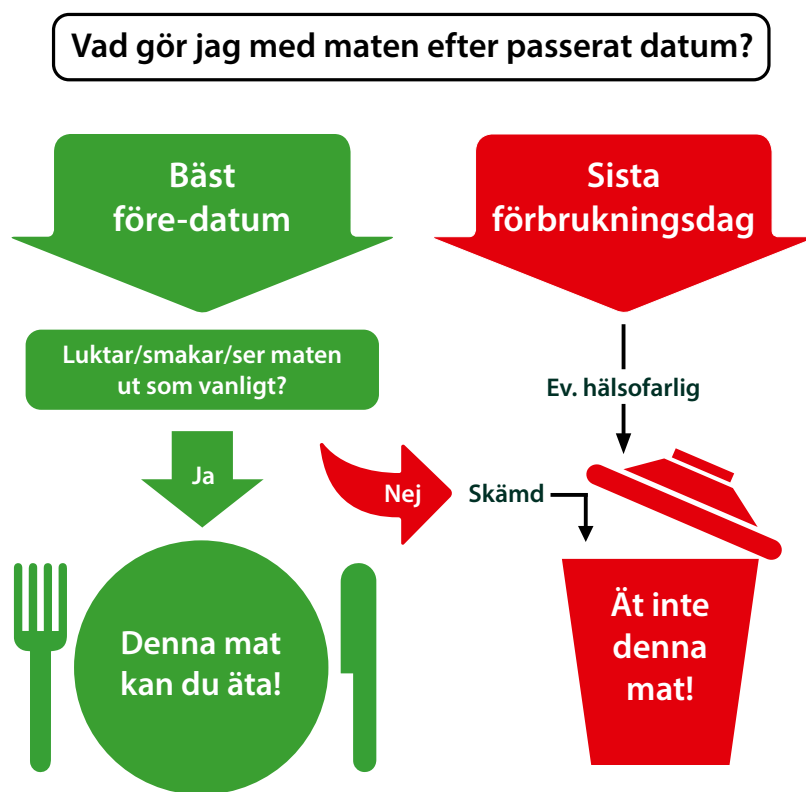 Vad gör jag med maten efter passerat datum?
Bäst
före-datum
Sista
förbrukningsdag
Luktar/smakar/ser maten
ut som vanligt?
Ev. hälsofarlig
Ja
Nej
Skämd
Denna mat
kan du äta!
Ät inte
denna
mat!